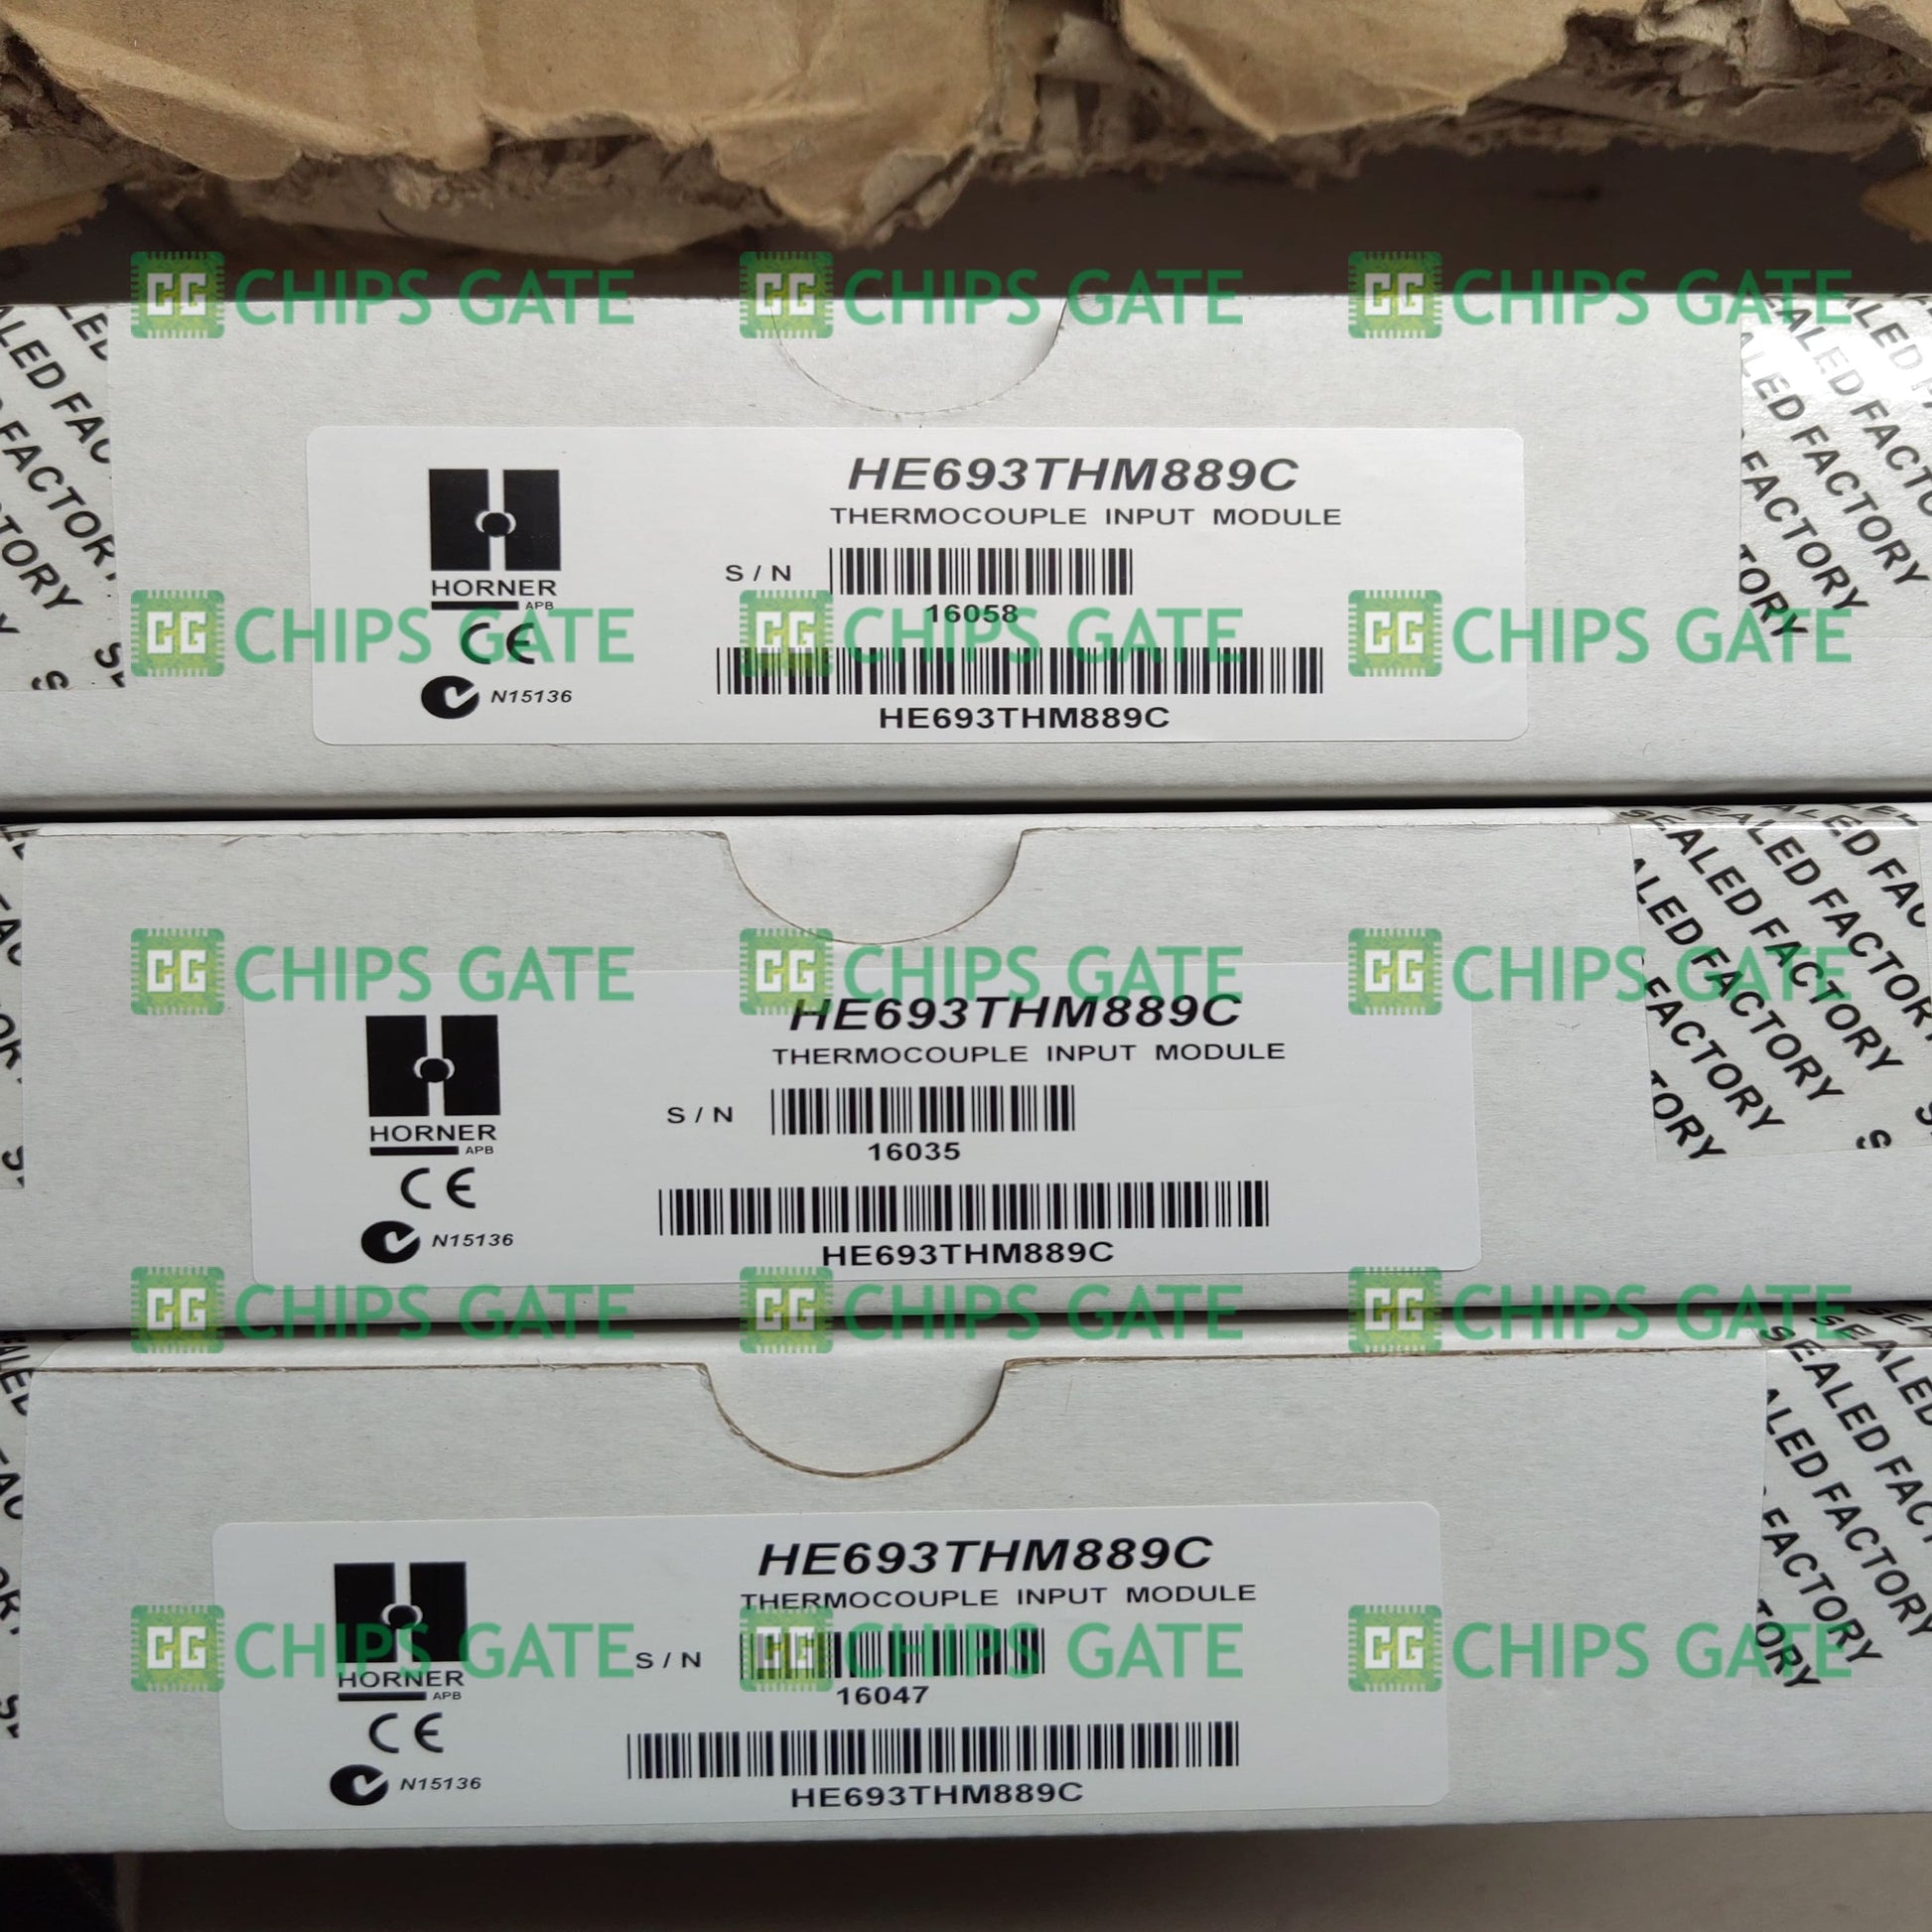 CG CHIPS GATE CG CHIPS GATE CG CHIPS GATE
HE693THM889C
THERMOCOUPLE INPUT MODULE
S/N
16058
HORNER
APB
CE
N15136
HE693THM889C
CG CHIPS GATE CG CHIPS GATE CG CHIPS GATE
SEALED FACTORY
CG CHIPS GATE CG CHIPS GATE CG CHIPS GATE
HE693THM889C
THERMOCOUPLE INPUT MODULE
S/N
16035
HORNER
APB
CE
N15136
HE693THM889C
SEALED FACTORY
SEALED FACTORY
CG CHIPS GATE CG CHIPS GATE CG CHIPS GATE
HE693THM889C
THERMOCOUPLE INPUT MODULE
S/N
16047
HORNER
APB
CE
N15136
HE693THM889C
CG CHIPS GATE CG CHIPS GATE CG CHIPS GATE
SEALED FACTORY